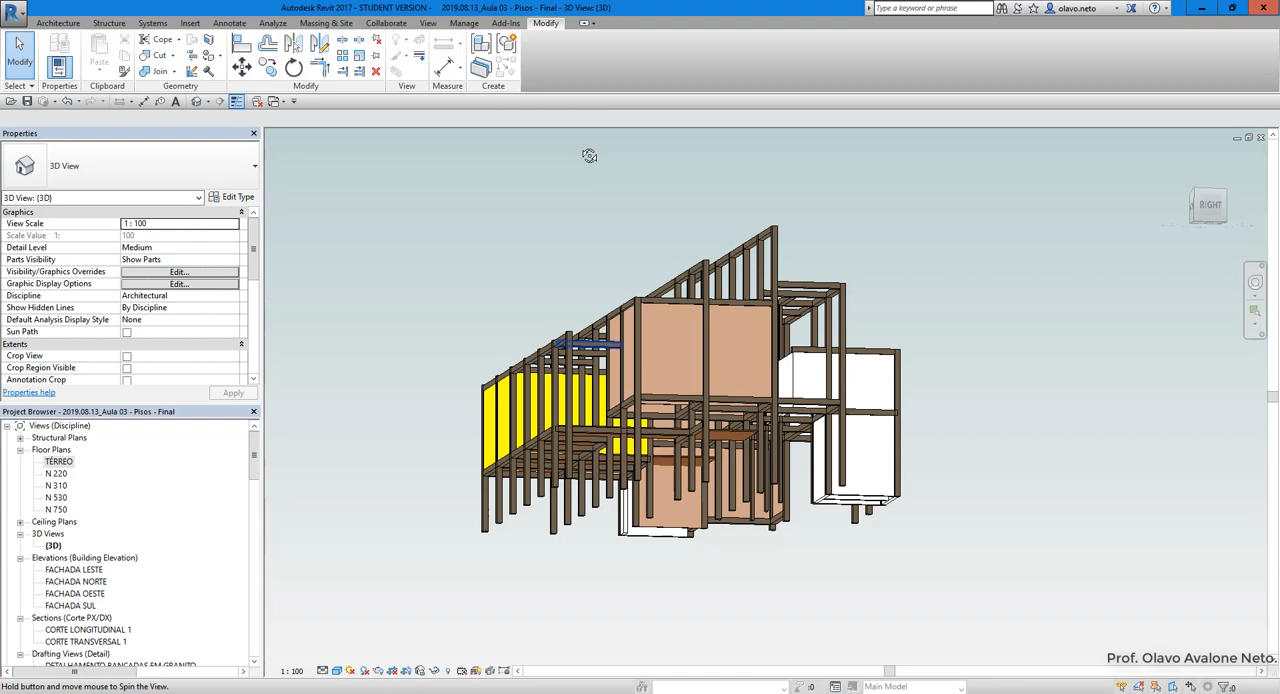 Autodesk Revit 2017 - STUDENT VERSION - 2019.08.13_Aula 03 - Pisos - Final - 3D View: {3D}
Type a keyword or phrase
olavo.neto
Architecture Structure Systems Insert Annotate Analyze Massing & Site Collaborate View Manage Add-Ins Modify
Modify
Paste
Cope
Cut
Join
Select Properties Clipboard Geometry Modify View Measure Create
Properties
3D View
3D View: {3D} Edit Type
Graphics
View Scale 1 : 100
Scale Value 1: 100
Detail Level Medium
Parts Visibility Show Parts
Visibility/Graphics Overrides Edit...
Graphic Display Options Edit...
Discipline Architectural
Show Hidden Lines By Discipline
Default Analysis Display Style None
Sun Path
Extents
Crop View
Crop Region Visible
Annotation Crop
Properties help Apply
Project Browser - 2019.08.13_Aula 03 - Pisos - Final
Views (Discipline)
Structural Plans
Floor Plans
TÉRREO
N 220
N 310
N 530
N 750
Ceiling Plans
3D Views
{3D}
Elevations (Building Elevation)
FACHADA LESTE
FACHADA NORTE
FACHADA OESTE
FACHADA SUL
Sections (Corte PX/DX)
CORTE LONGITUDINAL 1
CORTE TRANSVERSAL 1
Drafting Views (Detail)
DETALHAMENTO BANCADAS EM GRANITO
RIGHT
1 : 100
Prof. Olavo Avalone Neto
Hold button and move mouse to Spin the View.
:0
Main Model
:0